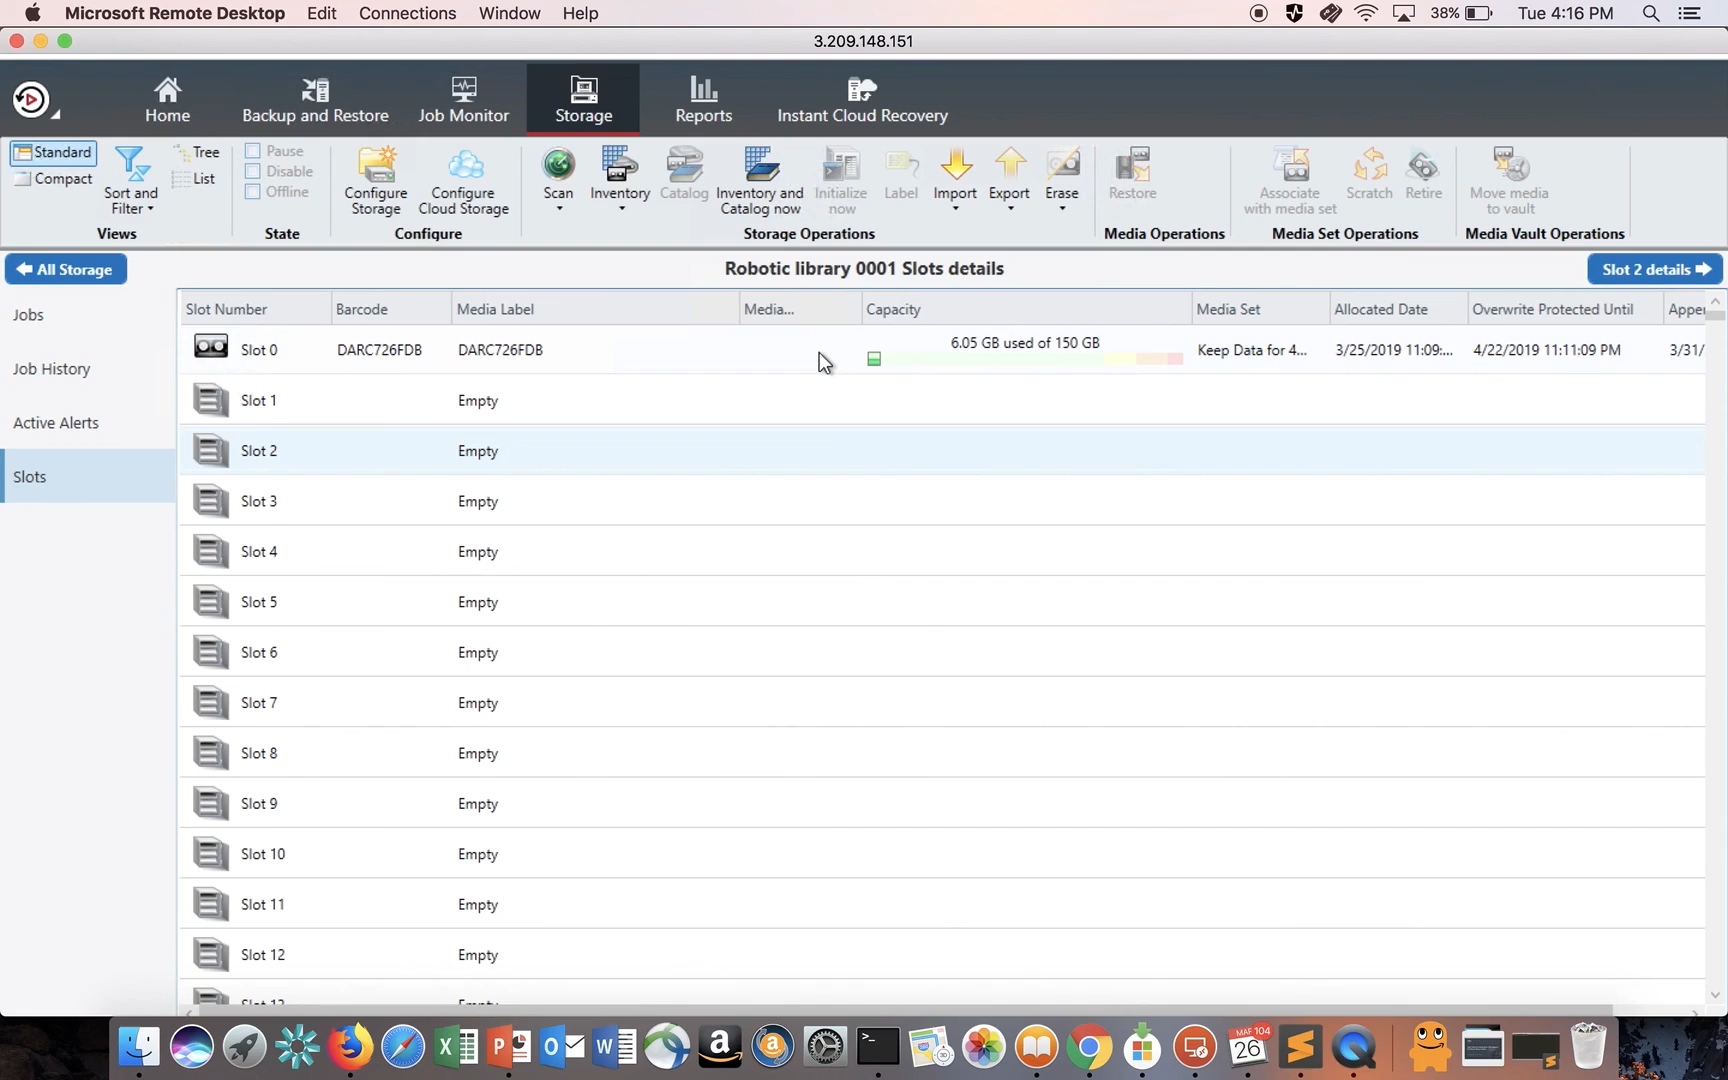 Microsoft Remote Desktop Edit Connections Window Help 38% Tue 4:16 PM
3.209.148.151
Home Backup and Restore Job Monitor Storage Reports Instant Cloud Recovery
Standard
Compact
Sort and
Filter
Tree
List
Views
Pause
Disable
Offline
State
Configure
Storage
Configure
Cloud Storage
Configure
Scan
Inventory
Catalog
Inventory and
Catalog now
Initialize
now
Label
Import
Export
Erase
Storage Operations
Restore
Media Operations
Associate
with media set
Scratch
Retire
Media Set Operations
Move media
to vault
Media Vault Operations
All Storage
Robotic library 0001 Slots details
Slot 2 details
Jobs
Job History
Active Alerts
Slots
Slot Number Barcode Media Label Media... Capacity Media Set Allocated Date Overwrite Protected Until Apper
Slot 0 DARC726FDB DARC726FDB 6.05 GB used of 150 GB Keep Data for 4... 3/25/2019 11:09:... 4/22/2019 11:11:09 PM 3/31/
Slot 1 Empty
Slot 2 Empty
Slot 3 Empty
Slot 4 Empty
Slot 5 Empty
Slot 6 Empty
Slot 7 Empty
Slot 8 Empty
Slot 9 Empty
Slot 10 Empty
Slot 11 Empty
Slot 12 Empty
104
26